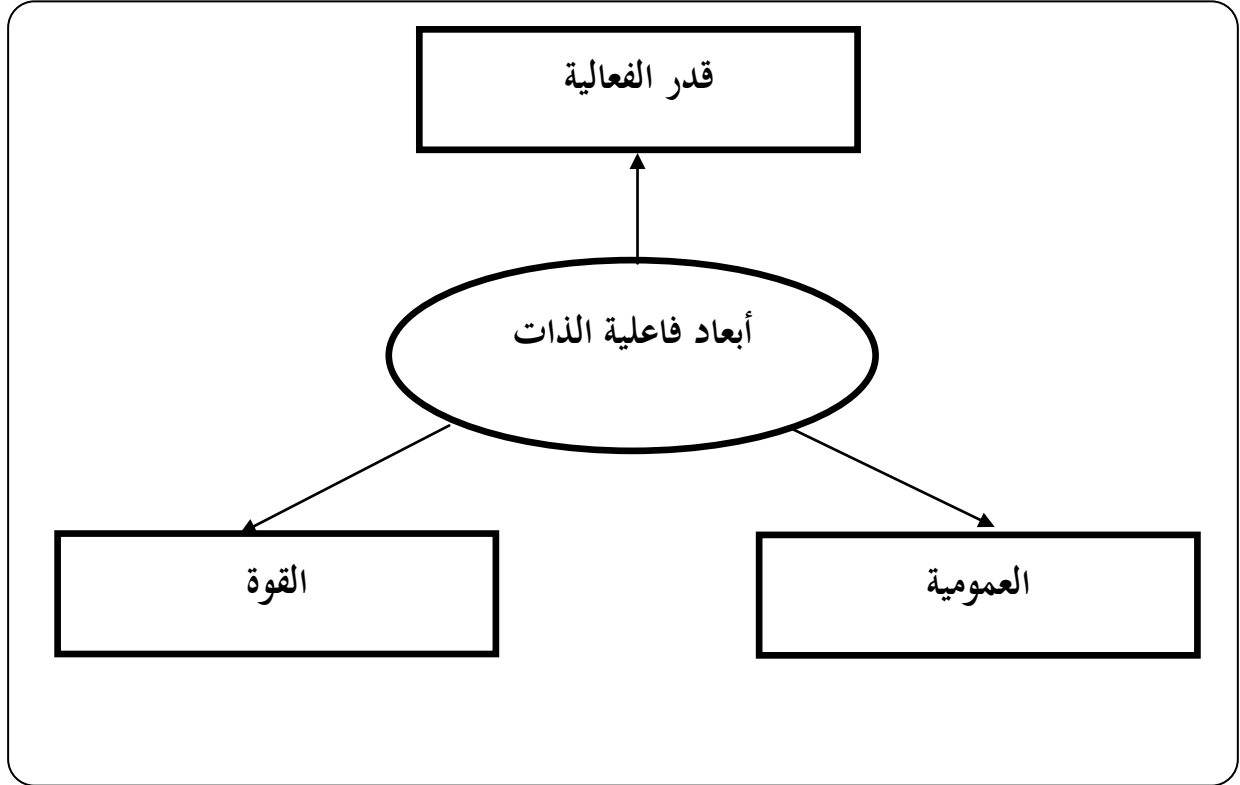 قدر الفعالية
أبعاد فاعلية الذات
العمومية
القوة